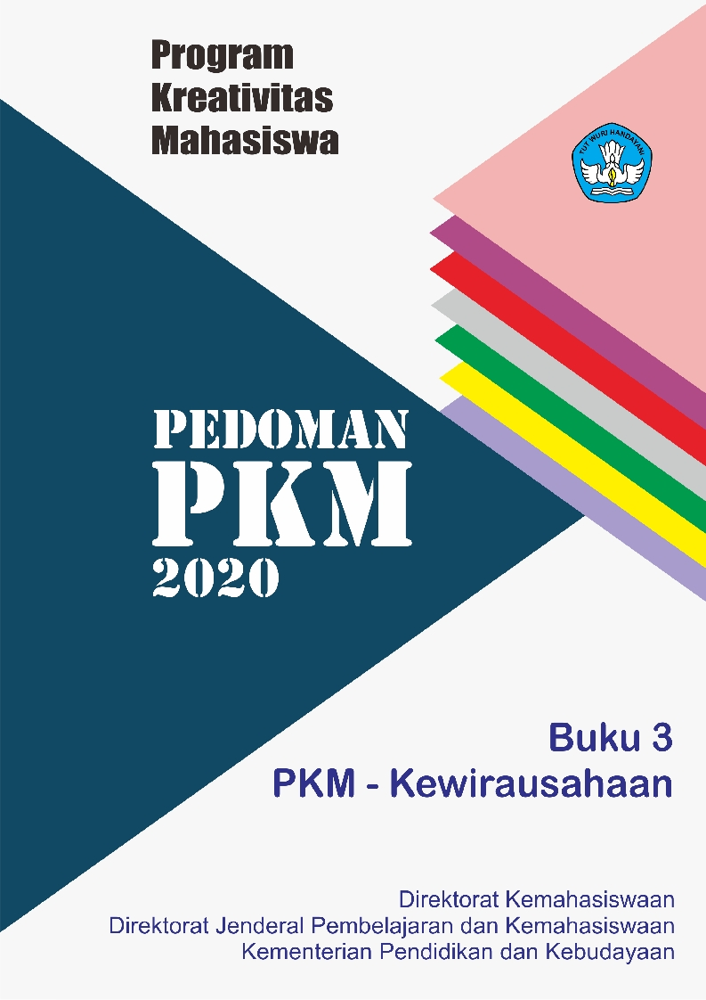 Program
Kreativitas
Mahasiswa
TUT WURI HANDAYANI
PEDOMAN
PKM
2020
Buku 3
PKM - Kewirausahaan
Direktorat Kemahasiswaan
Direktorat Jenderal Pembelajaran dan Kemahasiswaan
Kementerian Pendidikan dan Kebudayaan